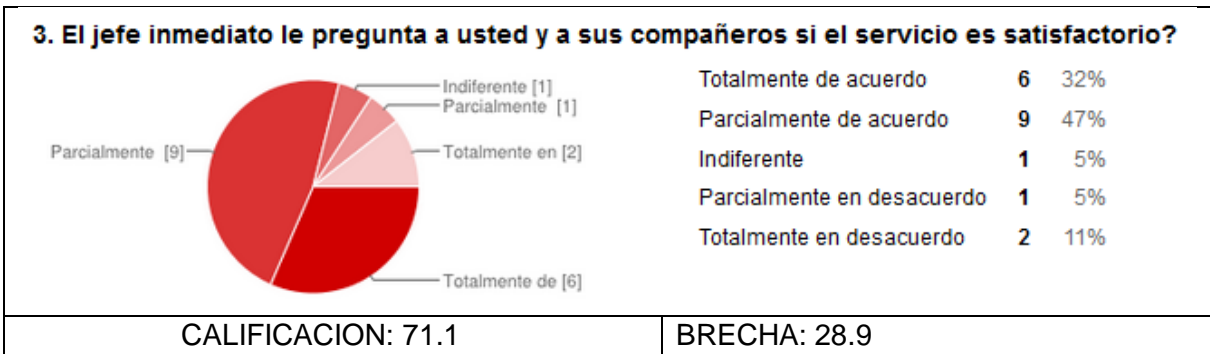 3. El jefe inmediato le pregunta a usted y a sus compañeros si el servicio es satisfactorio?
Indiferente [1]
Parcialmente [1]
Parcialmente [9]
Totalmente en [2]
Totalmente de [6]
Totalmente de acuerdo 6 32%
Parcialmente de acuerdo 9 47%
Indiferente 1 5%
Parcialmente en desacuerdo 1 5%
Totalmente en desacuerdo 2 11%
CALIFICACION: 71.1
BRECHA: 28.9